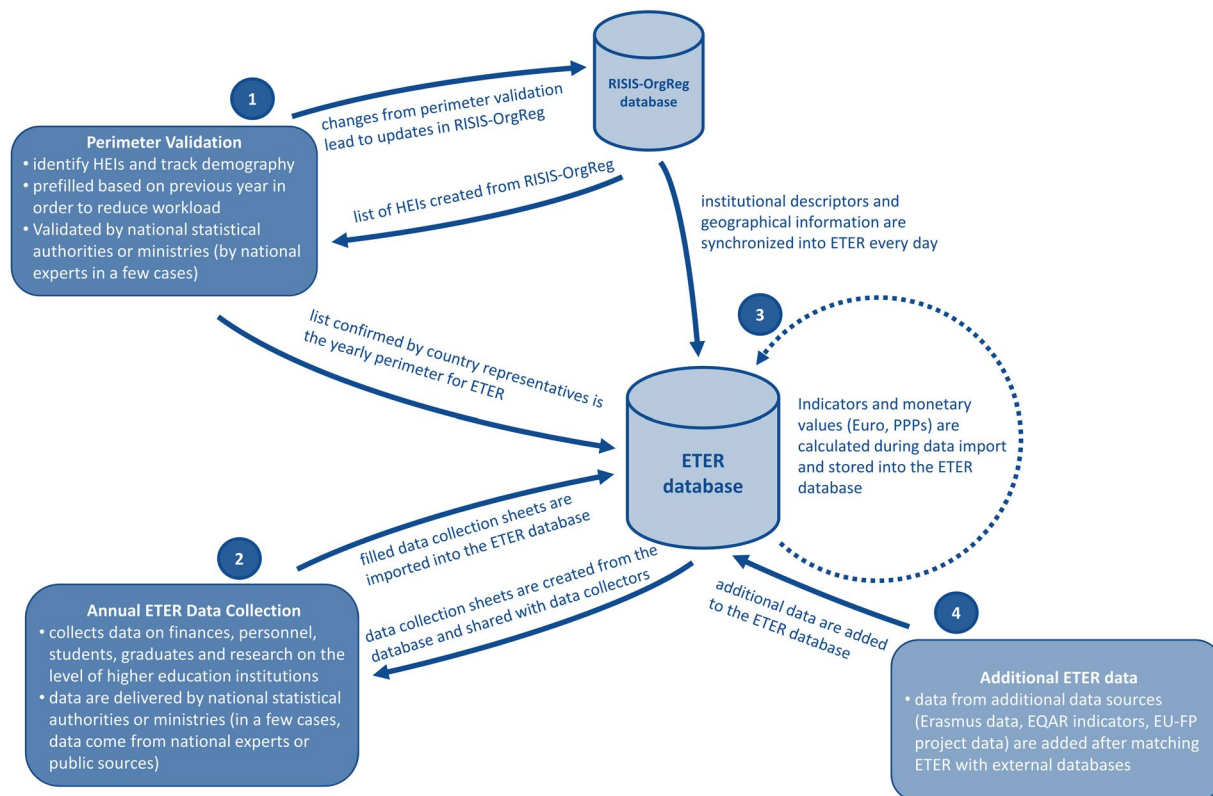 RISIS-OrgReg
database
1
changes from perimeter validation
lead to updates in RISIS-OrgReg
Perimeter Validation
• identify HEIs and track demography
• prefilled based on previous year in
order to reduce workload
• Validated by national statistical
authorities or ministries (by national
experts in a few cases)
list of HEIs created from RISIS-OrgReg
institutional descriptors and
geographical information are
synchronized into ETER every day
list confirmed by country representatives is
the yearly perimeter for ETER
3
Indicators and monetary
values (Euro, PPPs) are
calculated during data import
and stored into the ETER
database
ETER
database
filled data collection sheets are
imported into the ETER database
2
Annual ETER Data Collection
• collects data on finances, personnel,
students, graduates and research on the
level of higher education institutions
• data are delivered by national statistical
authorities or ministries (in a few cases,
data come from national experts or
public sources)
data collection sheets are created from the
database and shared with data collectors
additional data are added
to the ETER database
4
Additional ETER data
• data from additional data sources
(Erasmus data, EQAR indicators, EU-FP
project data) are added after matching
ETER with external databases